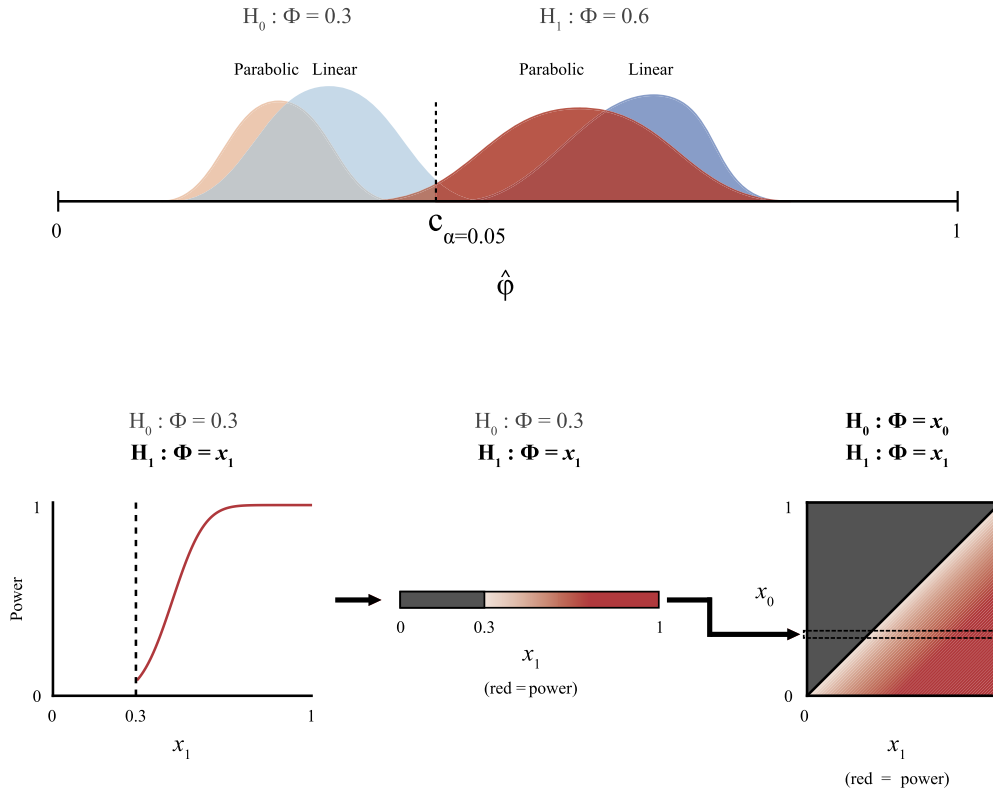 H₀ : Φ = 0.3 H₁ : Φ = 0.6
Parabolic Linear Parabolic Linear
0 c α=0.05 1
φ̂
H₀ : Φ = 0.3
H₁ : Φ = x₁
Power
1
0
0 0.3 1
x₁
H₀ : Φ = 0.3
H₁ : Φ = x₁
0 0.3 1
x₁
(red = power)
H₀ : Φ = x₀
H₁ : Φ = x₁
1
x₀
0
0
x₁
(red = power)